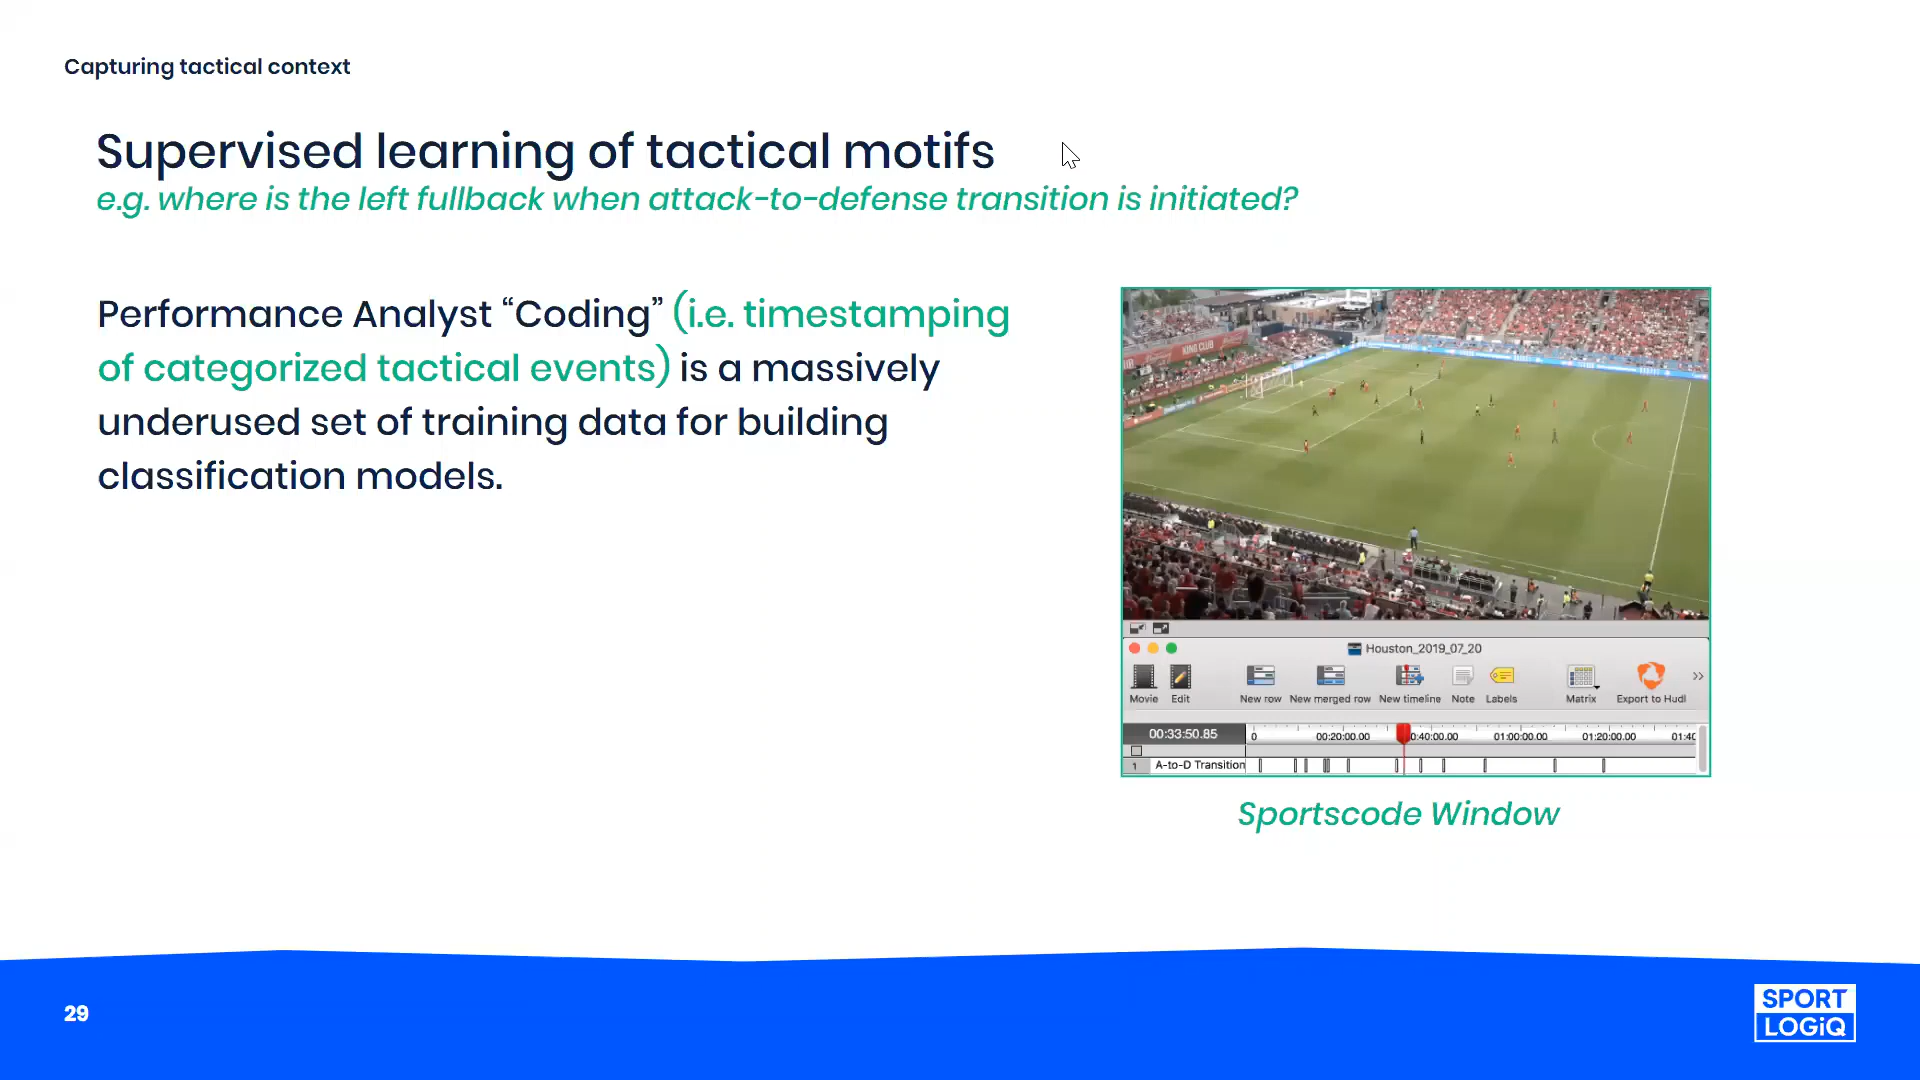 Capturing tactical context
Supervised learning of tactical motifs
e.g. where is the left fullback when attack-to-defense transition is initiated?
Performance Analyst “Coding” (i.e. timestamping
of categorized tactical events) is a massively
underused set of training data for building
classification models.
KING CLUB
Houston_2019_07_20
Movie Edit New row New merged row New timeline Note Labels Matrix Export to Hudl
00:33:50.85 0 00:20:00.00 0:40:00.00 01:00:00.00 01:20:00.00 01:40
1 A-to-D Transition
Sportscode Window
29
SPORT
LOGiQ